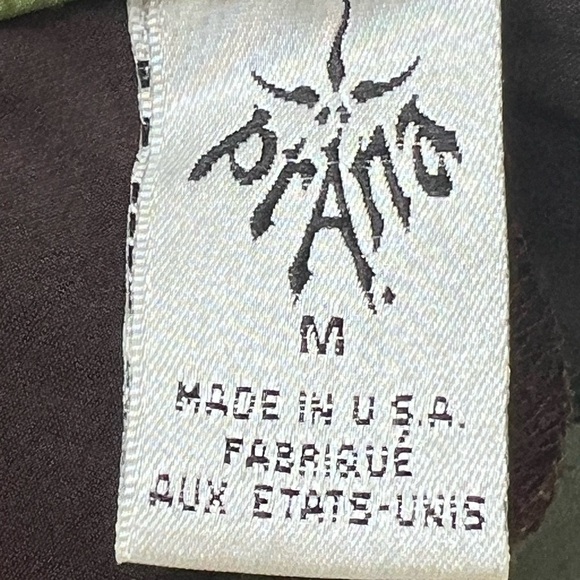 prAna
M
MADE IN U.S.A.
FABRIQUÉ
AUX ETATS-UNIS